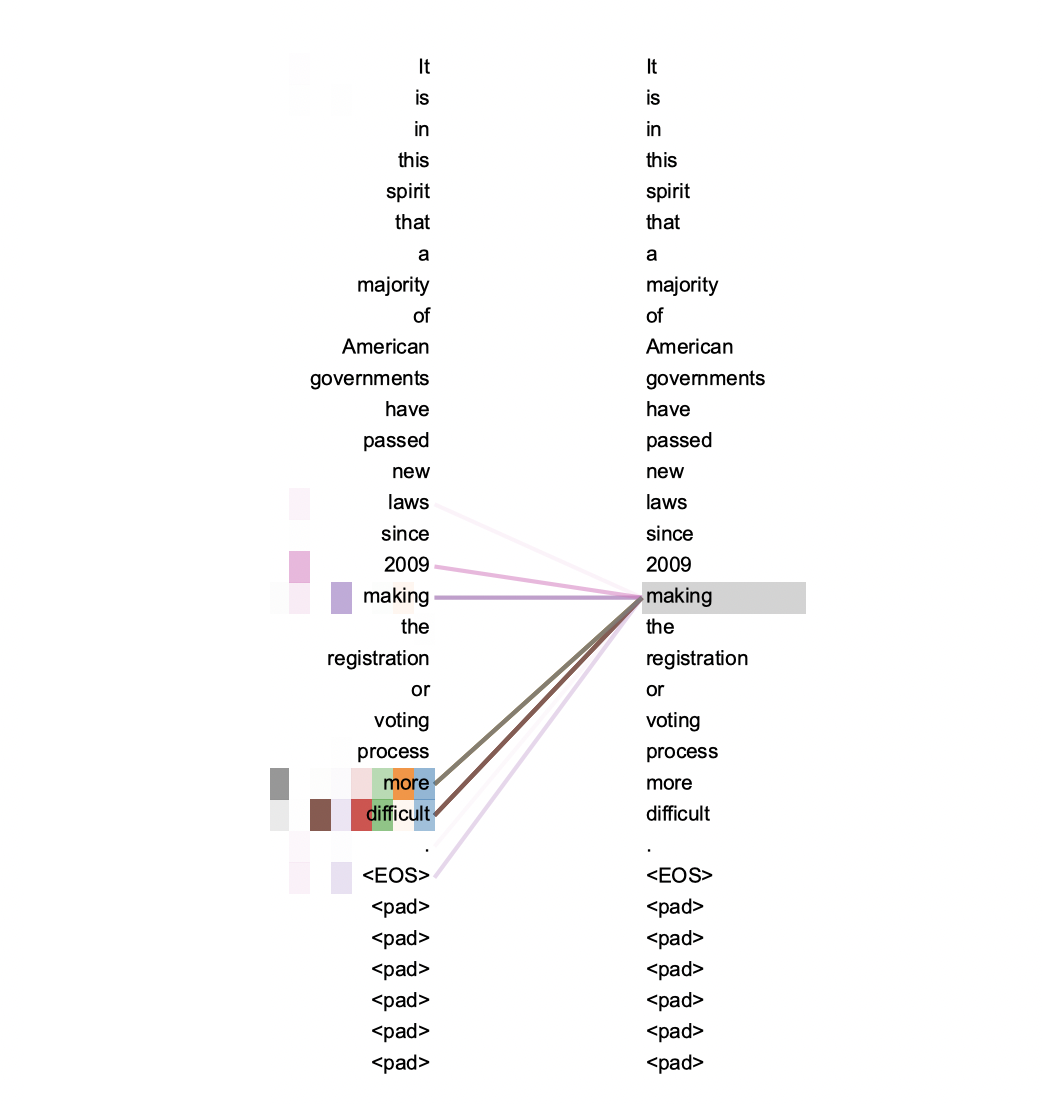 It It
is is
in in
this this
spirit spirit
that that
a a
majority majority
of of
American American
governments governments
have have
passed passed
new new
laws laws
since since
2009 2009
making making
the the
registration registration
or or
voting voting
process process
more more
difficult difficult
. .
<EOS> <EOS>
<pad> <pad>
<pad> <pad>
<pad> <pad>
<pad> <pad>
<pad> <pad>
<pad> <pad>